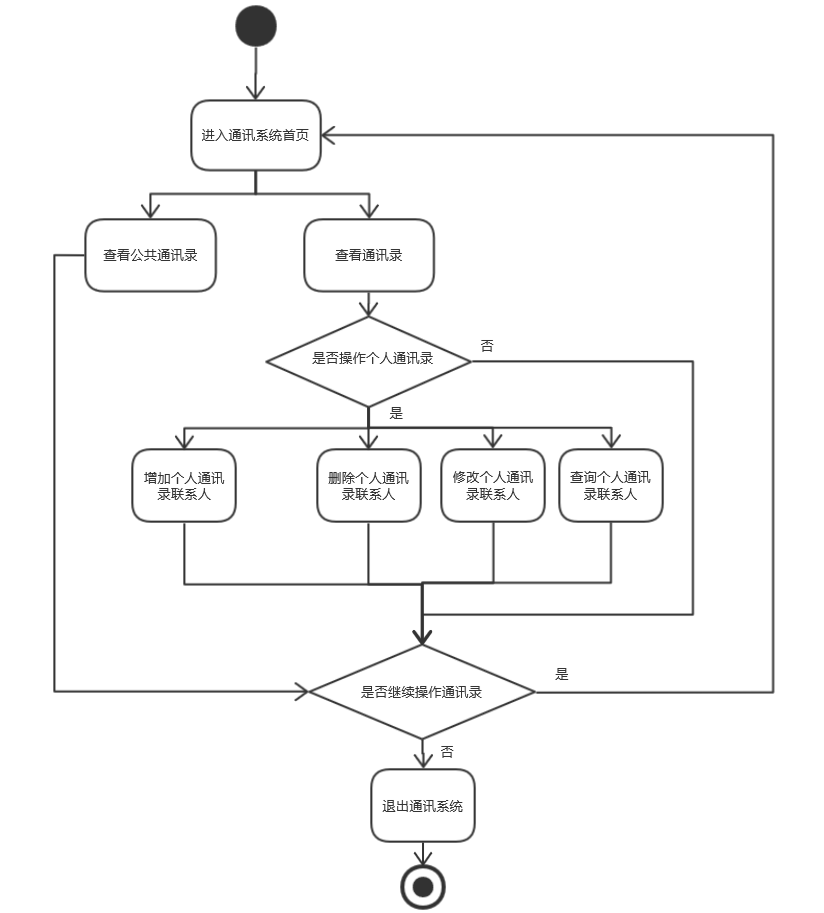 进入通讯系统首页
查看公共通讯录
查看通讯录
是否操作个人通讯录
否
是
增加个人通讯
录联系人
删除个人通讯
录联系人
修改个人通讯
录联系人
查询个人通讯
录联系人
是否继续操作通讯录
是
否
退出通讯系统